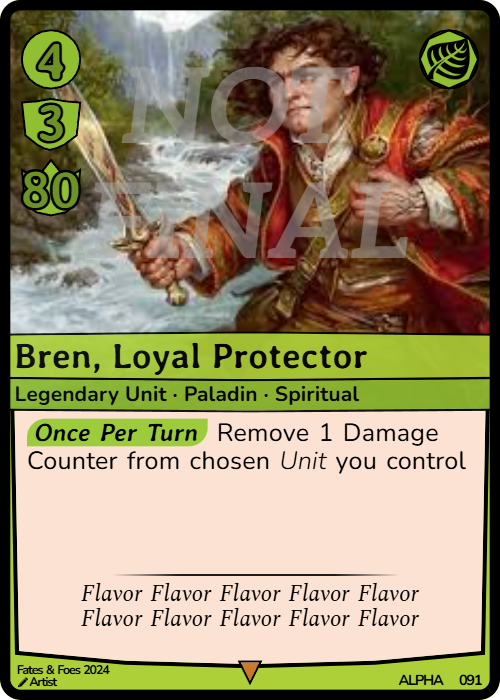 4
3
80
NOT
FINAL
Bren, Loyal Protector
Legendary Unit · Paladin · Spiritual
Once Per Turn Remove 1 Damage
Counter from chosen Unit you control
Flavor Flavor Flavor Flavor Flavor
Flavor Flavor Flavor Flavor Flavor
Fates & Foes 2024
Artist
ALPHA 091